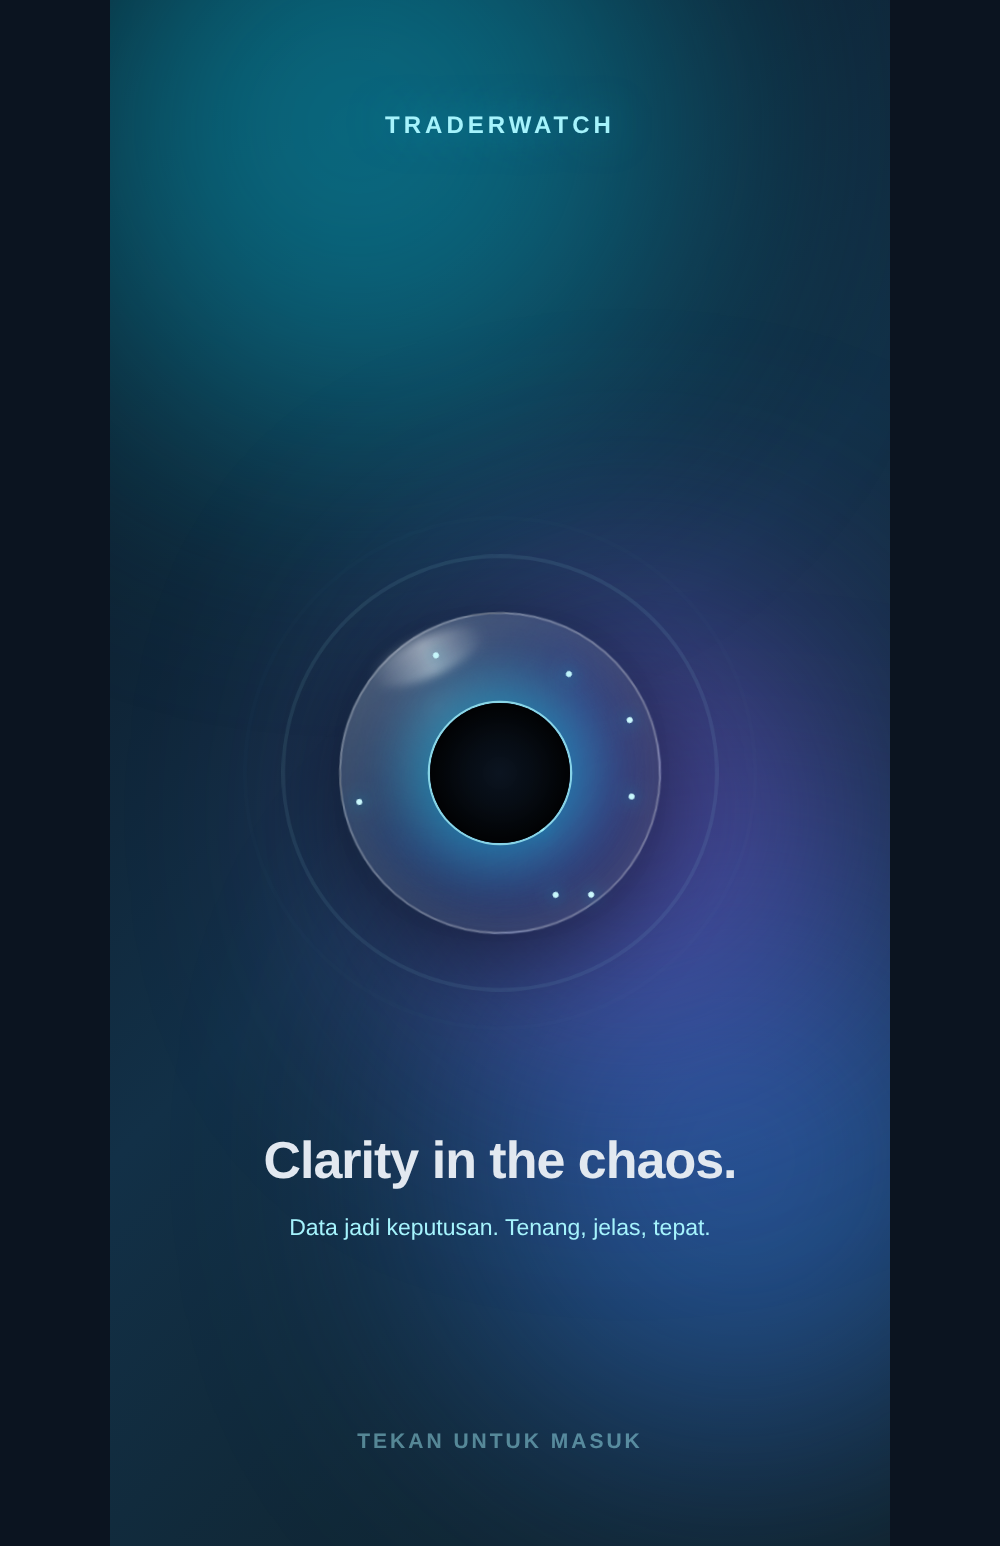 TRADERWATCH
Clarity in the chaos.
Data jadi keputusan. Tenang, jelas, tepat.
TEKAN UNTUK MASUK